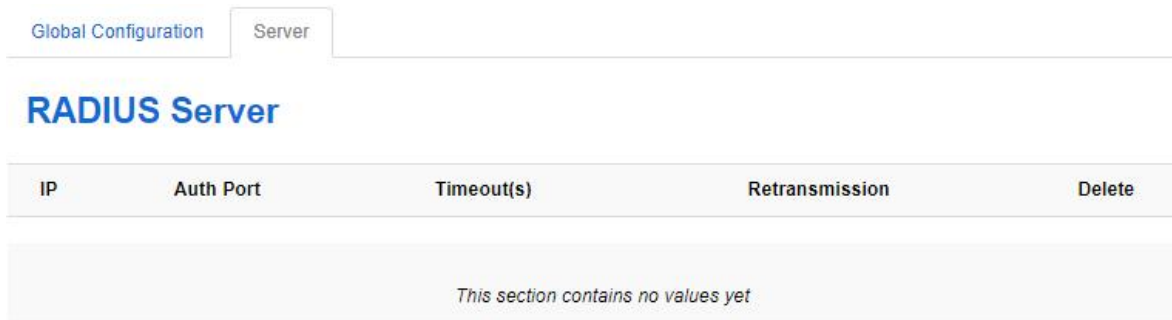 Global Configuration Server
RADIUS Server
IP Auth Port Timeout(s) Retransmission Delete
This section contains no values yet